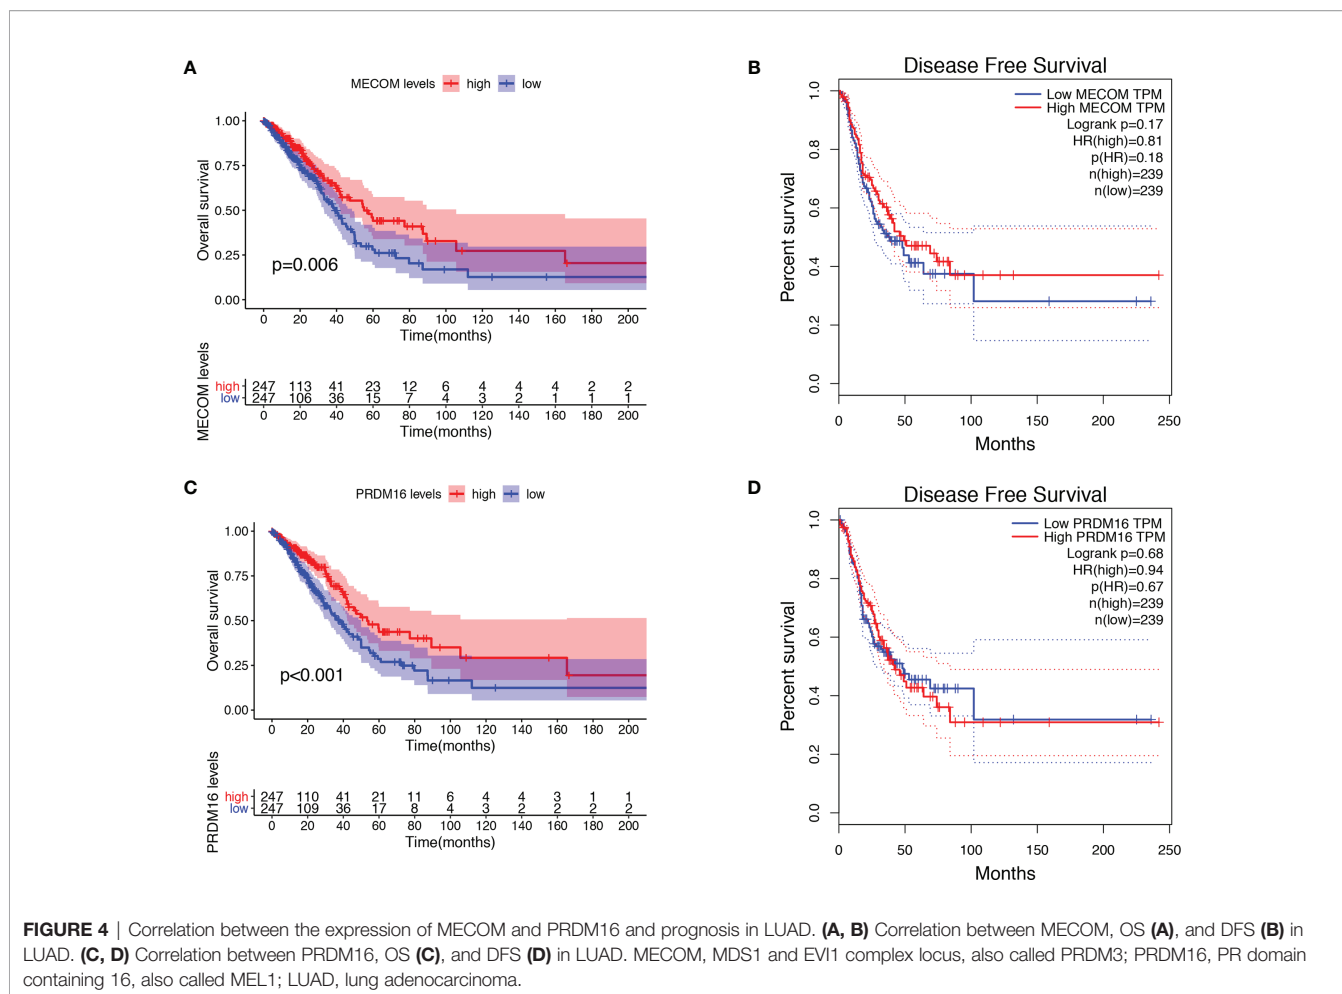 A
MECOM levels high low
Overall survival
1.00
0.75
0.50
0.25
0.00
p=0.006
0 20 40 60 80 100 120 140 160 180 200
Time(months)
MECOM levels
high 247 113 41 23 12 6 4 4 4 2 2
low 247 106 36 15 7 4 3 2 1 1 1
0 20 40 60 80 100 120 140 160 180 200
Time(months)
B
Disease Free Survival
Low MECOM TPM
High MECOM TPM
Logrank p=0.17
HR(high)=0.81
p(HR)=0.18
n(high)=239
n(low)=239
Percent survival
1.0
0.8
0.6
0.4
0.2
0.0
0 50 100 150 200 250
Months
C
PRDM16 levels high low
Overall survival
1.00
0.75
0.50
0.25
0.00
p<0.001
0 20 40 60 80 100 120 140 160 180 200
Time(months)
PRDM16 levels
high 247 110 41 21 11 6 4 4 3 1 1
low 247 109 36 17 8 4 3 2 2 2 2
0 20 40 60 80 100 120 140 160 180 200
Time(months)
D
Disease Free Survival
Low PRDM16 TPM
High PRDM16 TPM
Logrank p=0.68
HR(high)=0.94
p(HR)=0.67
n(high)=239
n(low)=239
Percent survival
1.0
0.8
0.6
0.4
0.2
0.0
0 50 100 150 200 250
Months
FIGURE 4 | Correlation between the expression of MECOM and PRDM16 and prognosis in LUAD. (A, B) Correlation between MECOM, OS (A), and DFS (B) in
LUAD. (C, D) Correlation between PRDM16, OS (C), and DFS (D) in LUAD. MECOM, MDS1 and EVI1 complex locus, also called PRDM3; PRDM16, PR domain
containing 16, also called MEL1; LUAD, lung adenocarcinoma.